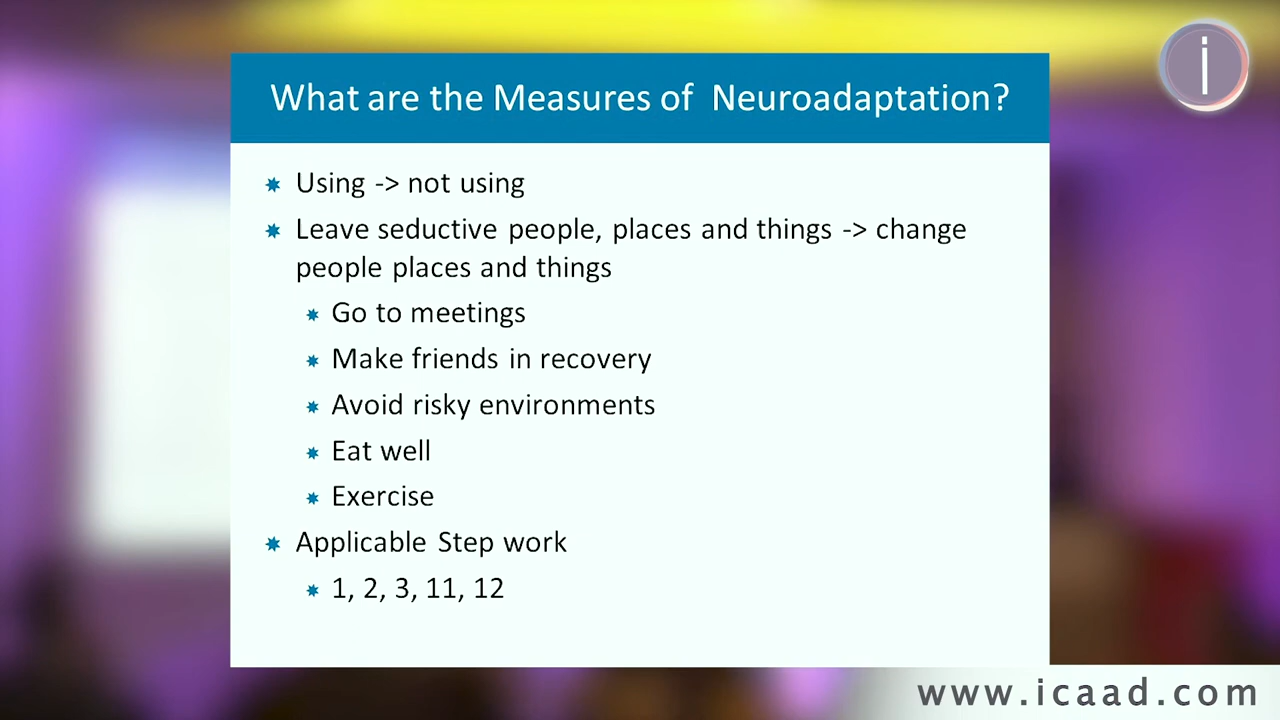 i
What are the Measures of Neuroadaptation?
Using -> not using
Leave seductive people, places and things -> change
people places and things
Go to meetings
Make friends in recovery
Avoid risky environments
Eat well
Exercise
Applicable Step work
1, 2, 3, 11, 12
www.icaad.com